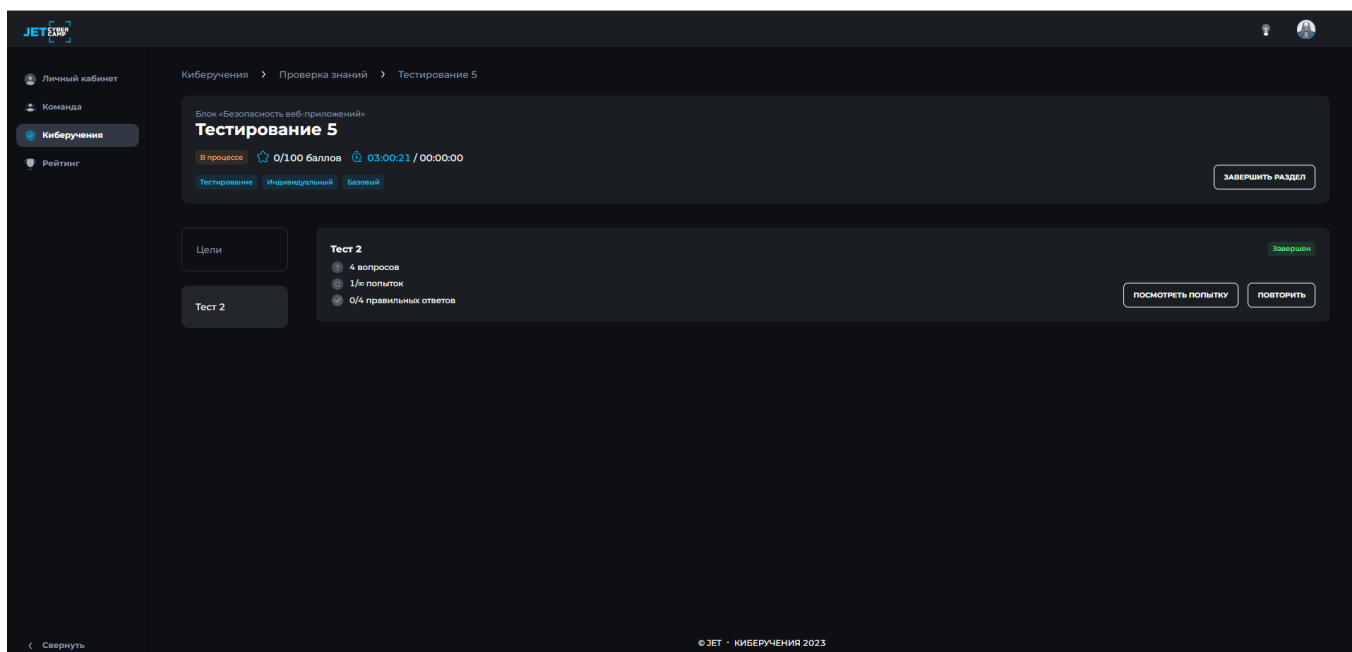 JET CYBER CAMP
Личный кабинет
Команда
Киберучения
Рейтинг
Киберучения > Проверка знаний > Тестирование 5
Блок «Безопасность веб-приложений»
Тестирование 5
В процессе 0/100 баллов 03:00:21 / 00:00:00
Тестирование Индивидуальный Базовый
ЗАВЕРШИТЬ РАЗДЕЛ
Цели
Тест 2
Тест 2
Завершен
? 4 вопросов
1/∞ попыток
0/4 правильных ответов
ПОСМОТРЕТЬ ПОПЫТКУ ПОВТОРИТЬ
< Свернуть
© JET · КИБЕРУЧЕНИЯ 2023